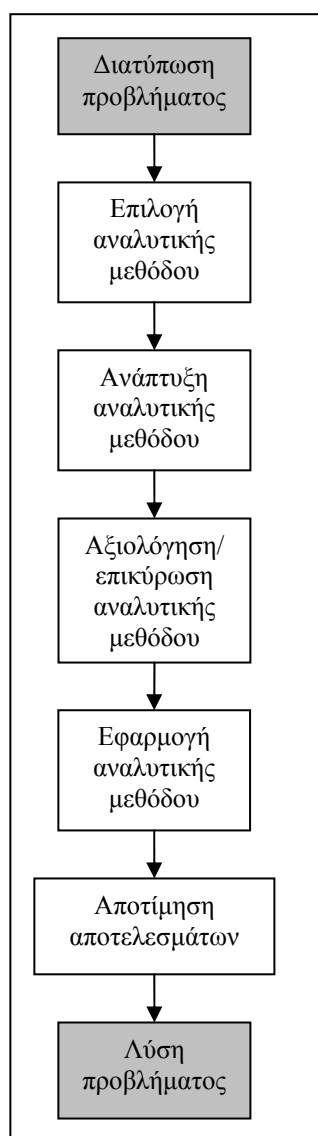 Διατύπωση
προβλήματος
Επιλογή
αναλυτικής
μεθόδου
Ανάπτυξη
αναλυτικής
μεθόδου
Αξιολόγηση/
επικύρωση
αναλυτικής
μεθόδου
Εφαρμογή
αναλυτικής
μεθόδου
Αποτίμηση
αποτελεσμάτων
Λύση
προβλήματος